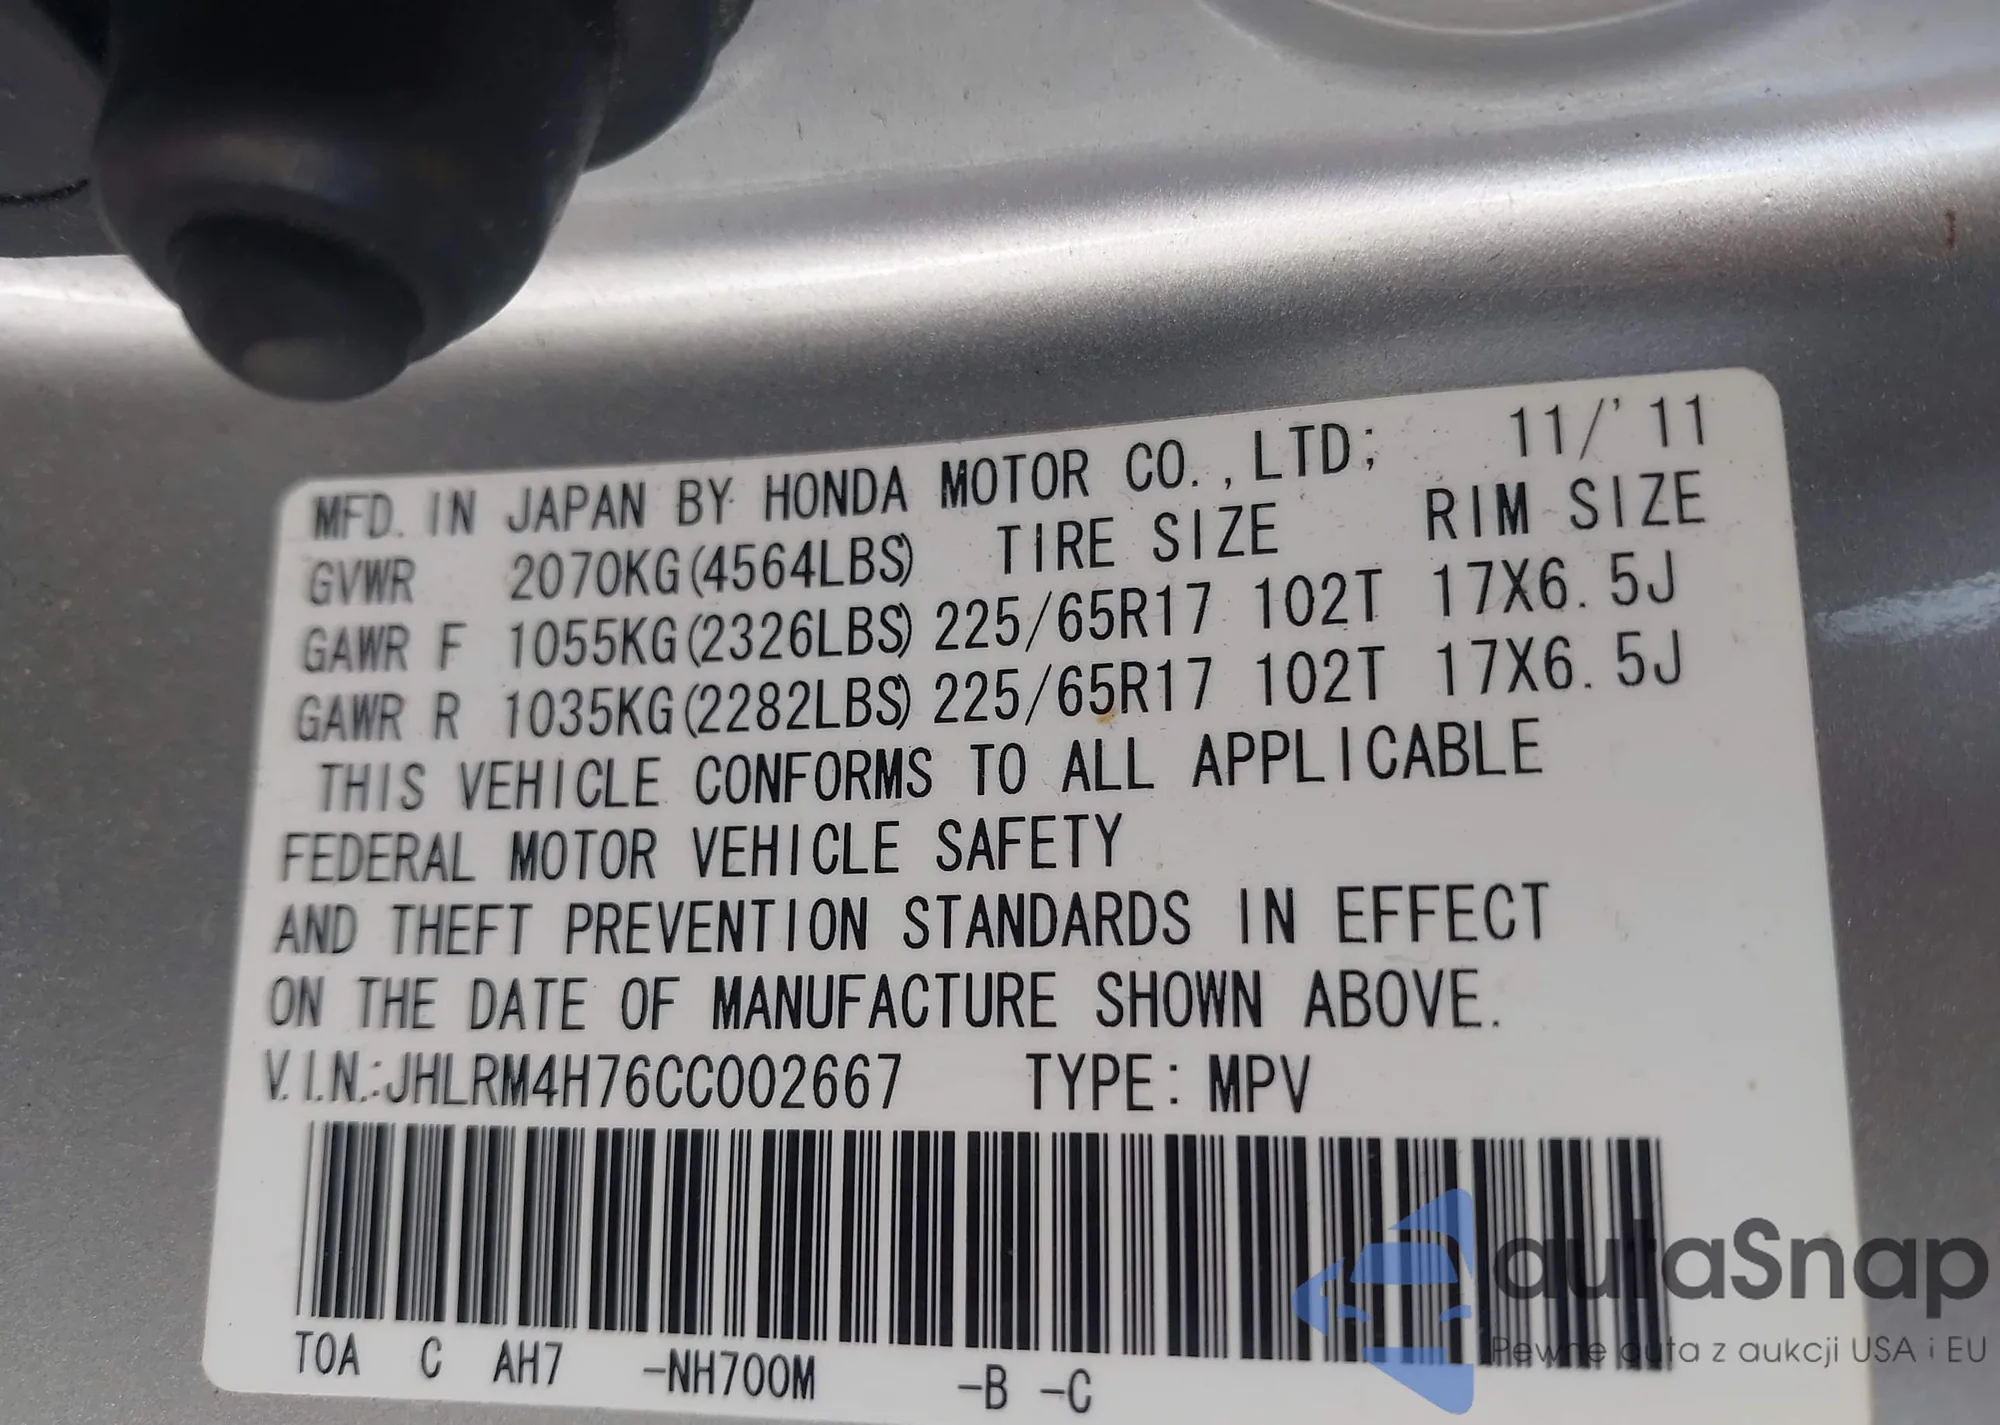 MFD. IN JAPAN BY HONDA MOTOR CO.,LTD; 11/'11
GVWR 2070KG(4564LBS) TIRE SIZE RIM SIZE
GAWR F 1055KG(2326LBS) 225/65R17 102T 17X6.5J
GAWR R 1035KG(2282LBS) 225/65R17 102T 17X6.5J
THIS VEHICLE CONFORMS TO ALL APPLICABLE
FEDERAL MOTOR VEHICLE SAFETY
AND THEFT PREVENTION STANDARDS IN EFFECT
ON THE DATE OF MANUFACTURE SHOWN ABOVE.
V.I.N.:JHLRM4H76CC002667 TYPE: MPV
TOA C AH7 -NH700M -B -C
autaSnap
Pewne auta z aukcji USA i EU